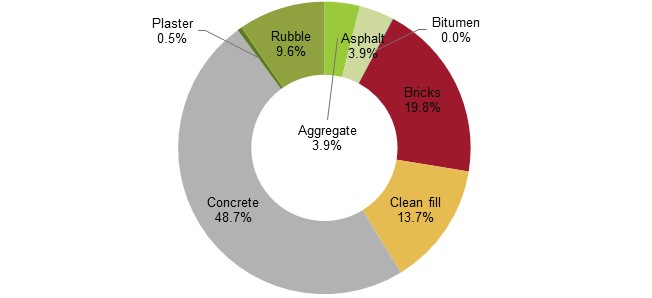 Plaster
0.5%
Rubble
9.6%
Asphalt
3.9%
Bitumen
0.0%
Bricks
19.8%
Aggregate
3.9%
Concrete
48.7%
Clean fill
13.7%